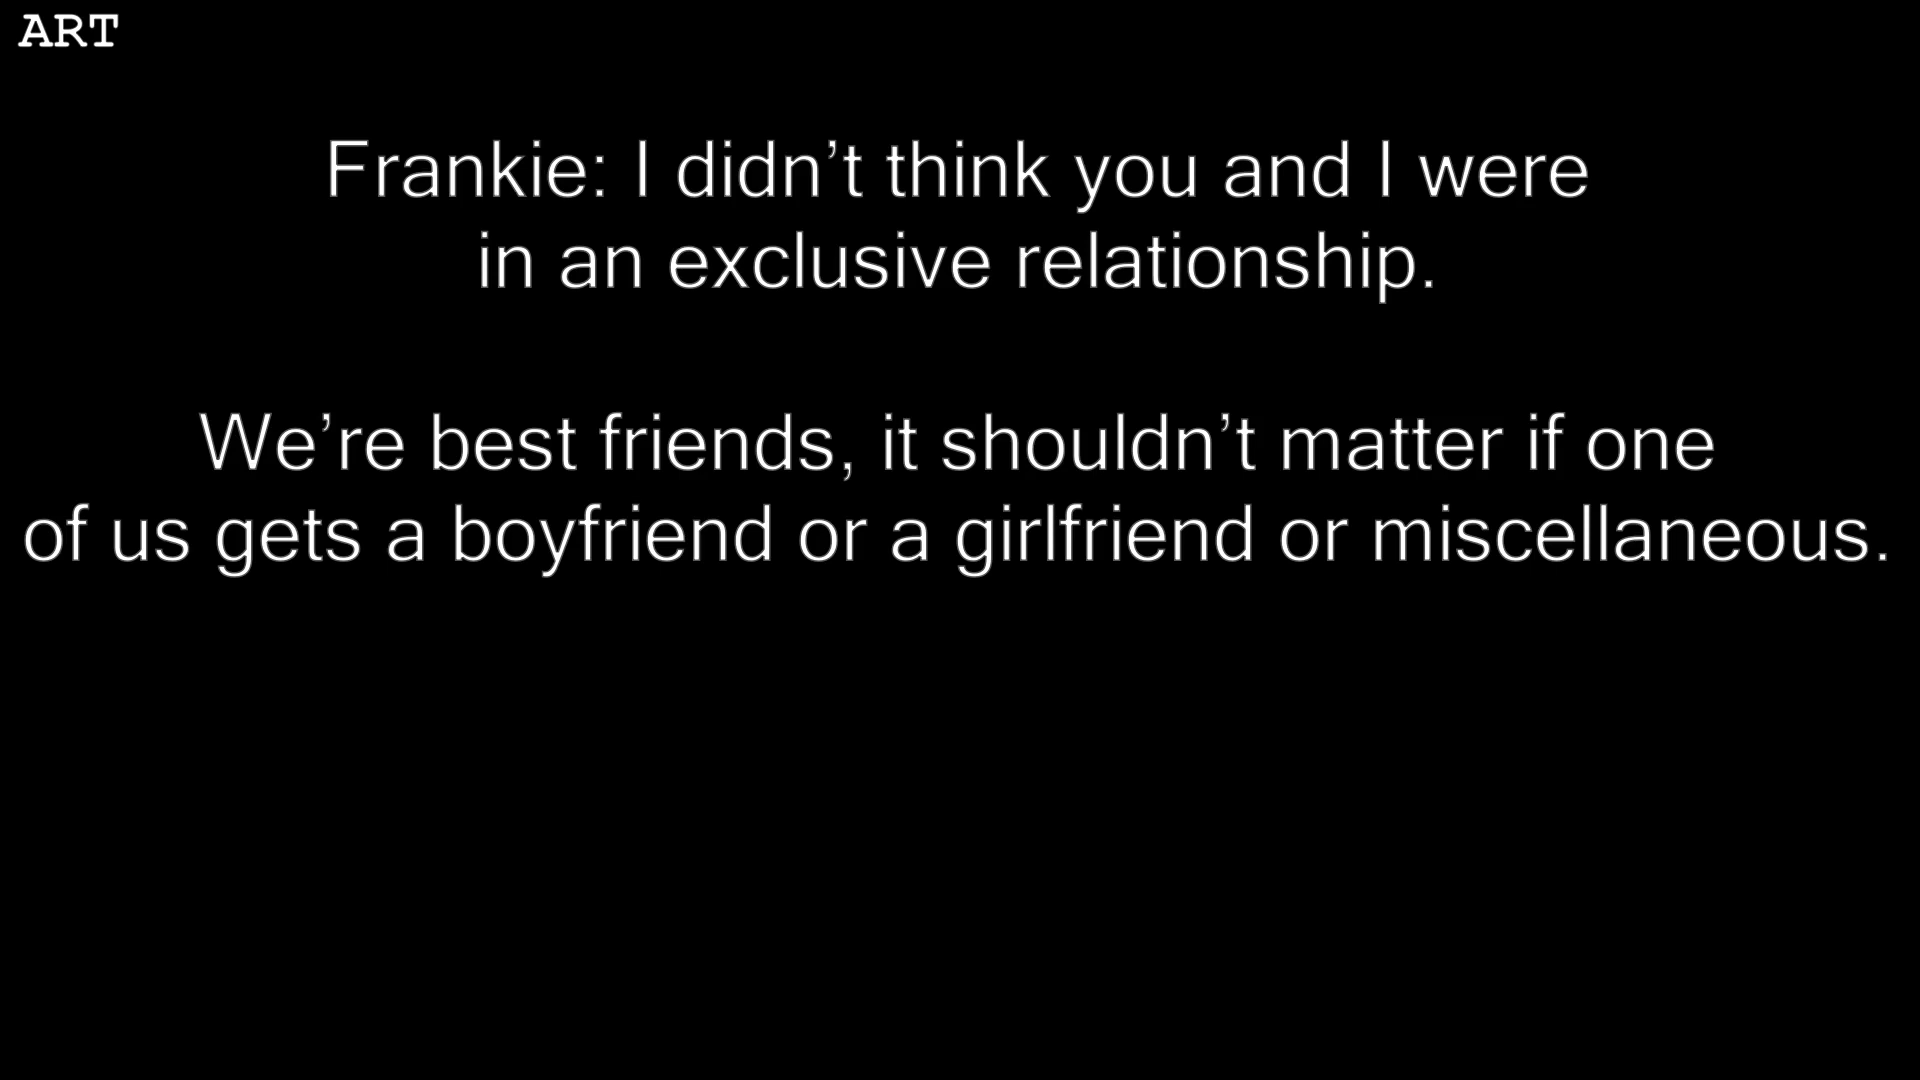 ART
Frankie: I didn’t think you and I were
in an exclusive relationship.
We’re best friends, it shouldn’t matter if one
of us gets a boyfriend or a girlfriend or miscellaneous.